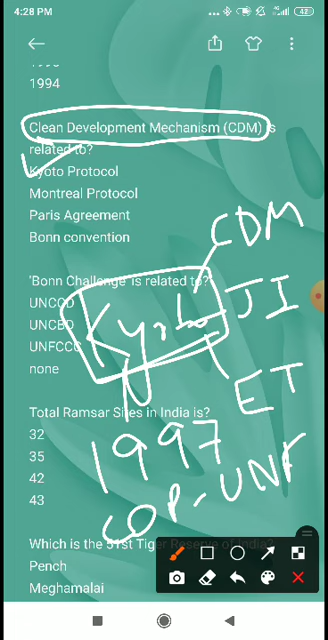 4:28 PM
4G
42
1994
Clean Development Mechanism (CDM) is
related to?
Kyoto Protocol
Montreal Protocol
Paris Agreement
Bonn convention
CDM
'Bonn Challenge' is related to?
UNCCD
UNCBD
UNFCCC
none
Kyoto
JI
ET
Total Ramsar Sites in India is?
32
35
42
43
1997
COP-UNF
Which is the 51st Tiger Reserve of India?
Pench
Meghamalai